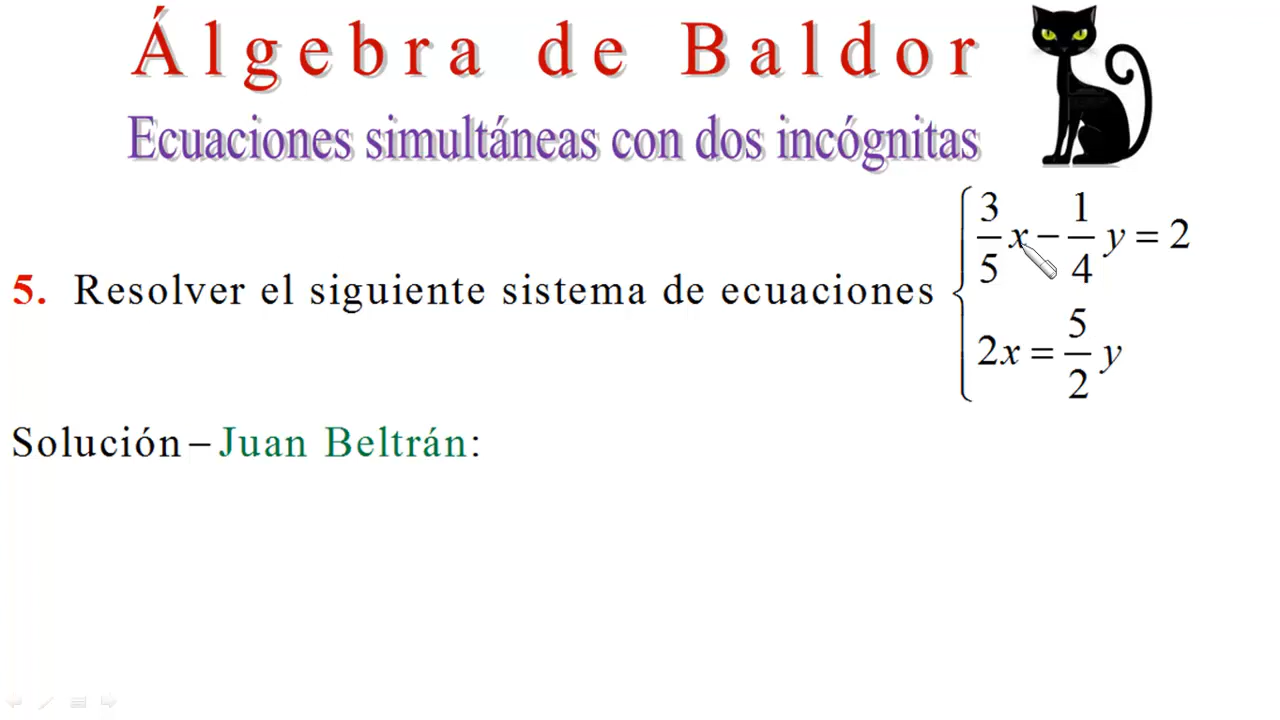 Álgebra de Baldor
Ecuaciones simultáneas con dos incógnitas
5. Resolver el siguiente sistema de ecuaciones { 3/5 x − 1/4 y = 2
2x = 5/2 y
Solución – Juan Beltrán: